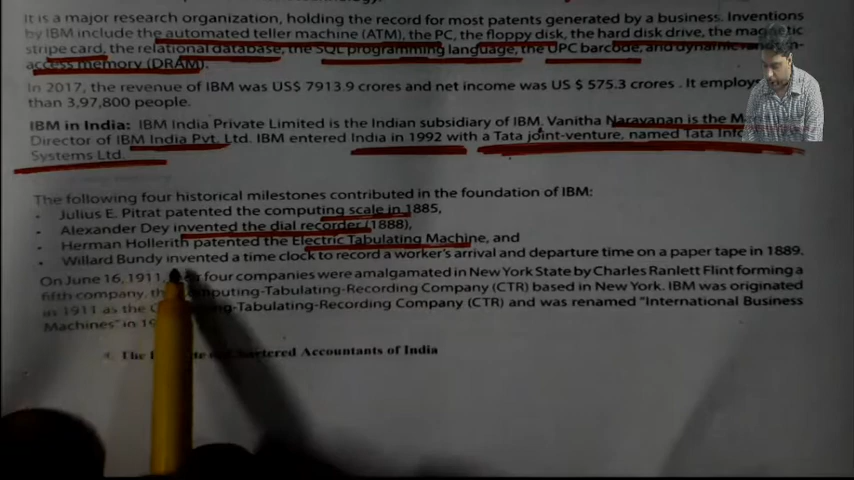 It is a major research organization, holding the record for most patents generated by a business. Inventions
by IBM include the automated teller machine (ATM), the PC, the floppy disk, the hard disk drive, the magnetic
stripe card, the relational database, the SQL programming language, the UPC barcode, and dynamic random-
access memory (DRAM).
In 2017, the revenue of IBM was US$ 7913.9 crores and net income was US $ 575.3 crores . It employ
than 3,97,800 people.
IBM in India: IBM India Private Limited is the Indian subsidiary of IBM. Vanitha Narayanan is the
Director of IBM India Pvt. Ltd. IBM entered India in 1992 with a Tata joint-venture, named Tata
Systems Ltd.
The following four historical milestones contributed in the foundation of IBM:
- Julius E. Pitrat patented the computing scale in 1885,
- Alexander Dey invented the dial recorder (1888),
- Herman Hollerith patented the Electric Tabulating Machine, and
- Willard Bundy invented a time clock to record a worker's arrival and departure time on a paper tape in 1889.
On June 16, 1911, four companies were amalgamated in New York State by Charles Ranlett Flint forming a
fifth company, -Tabulating-Recording Company (CTR) based in New York. IBM was originated
in 1911 as the -Tabulating-Recording Company (CTR) and was renamed "International Business
Machines" in
The of Chartered Accountants of India